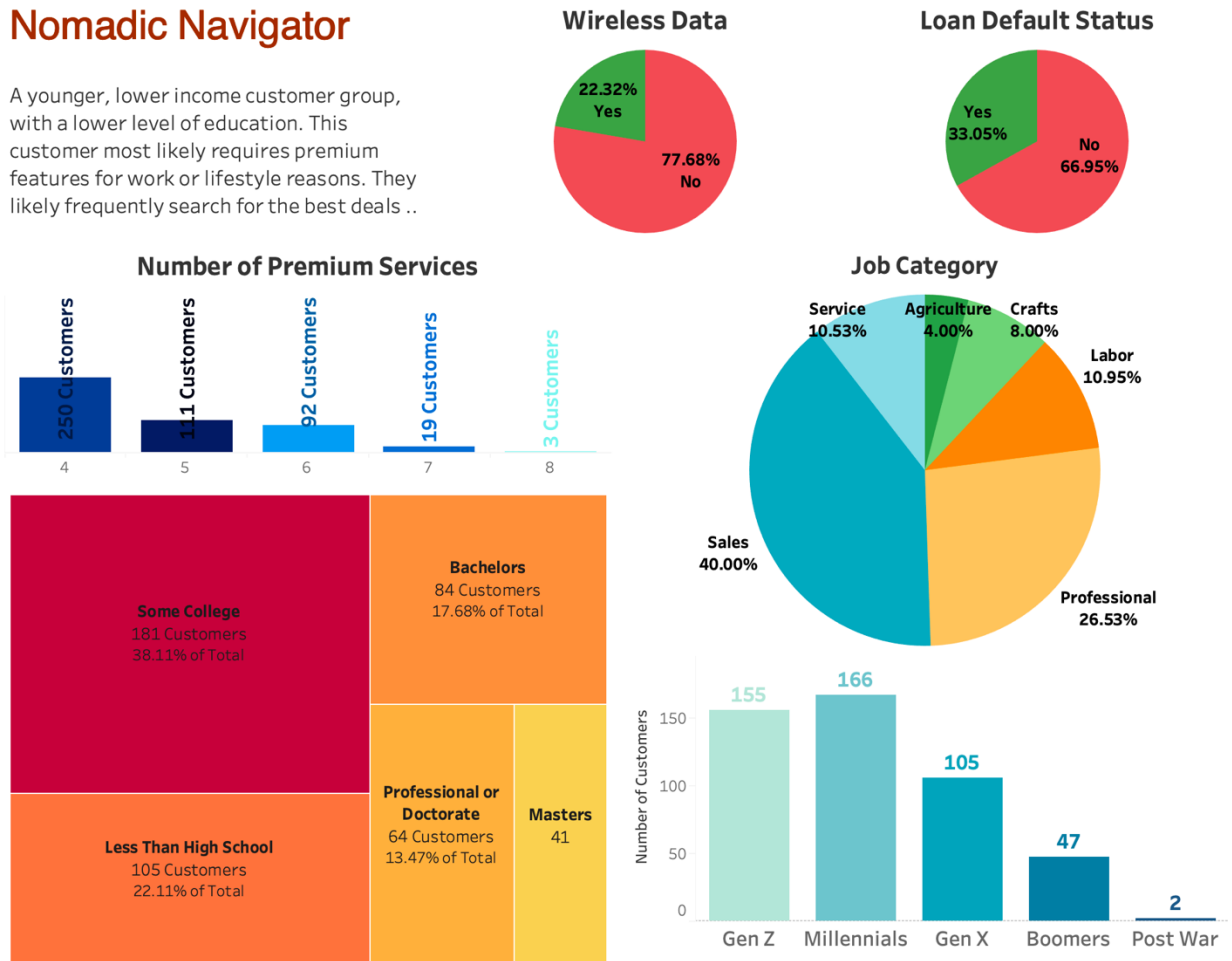 Nomadic Navigator
A younger, lower income customer group,
with a lower level of education. This
customer most likely requires premium
features for work or lifestyle reasons. They
likely frequently search for the best deals ..
Wireless Data
22.32%
Yes
77.68%
No
Loan Default Status
Yes
33.05%
No
66.95%
Number of Premium Services
250 Customers
111 Customers
92 Customers
19 Customers
3 Customers
4
5
6
7
8
Job Category
Service
10.53%
Agriculture
4.00%
Crafts
8.00%
Labor
10.95%
Sales
40.00%
Professional
26.53%
Some College
181 Customers
38.11% of Total
Bachelors
84 Customers
17.68% of Total
Less Than High School
105 Customers
22.11% of Total
Professional or
Doctorate
64 Customers
13.47% of Total
Masters
41
Number of Customers
150
100
50
0
155
166
105
47
2
Gen Z
Millennials
Gen X
Boomers
Post War